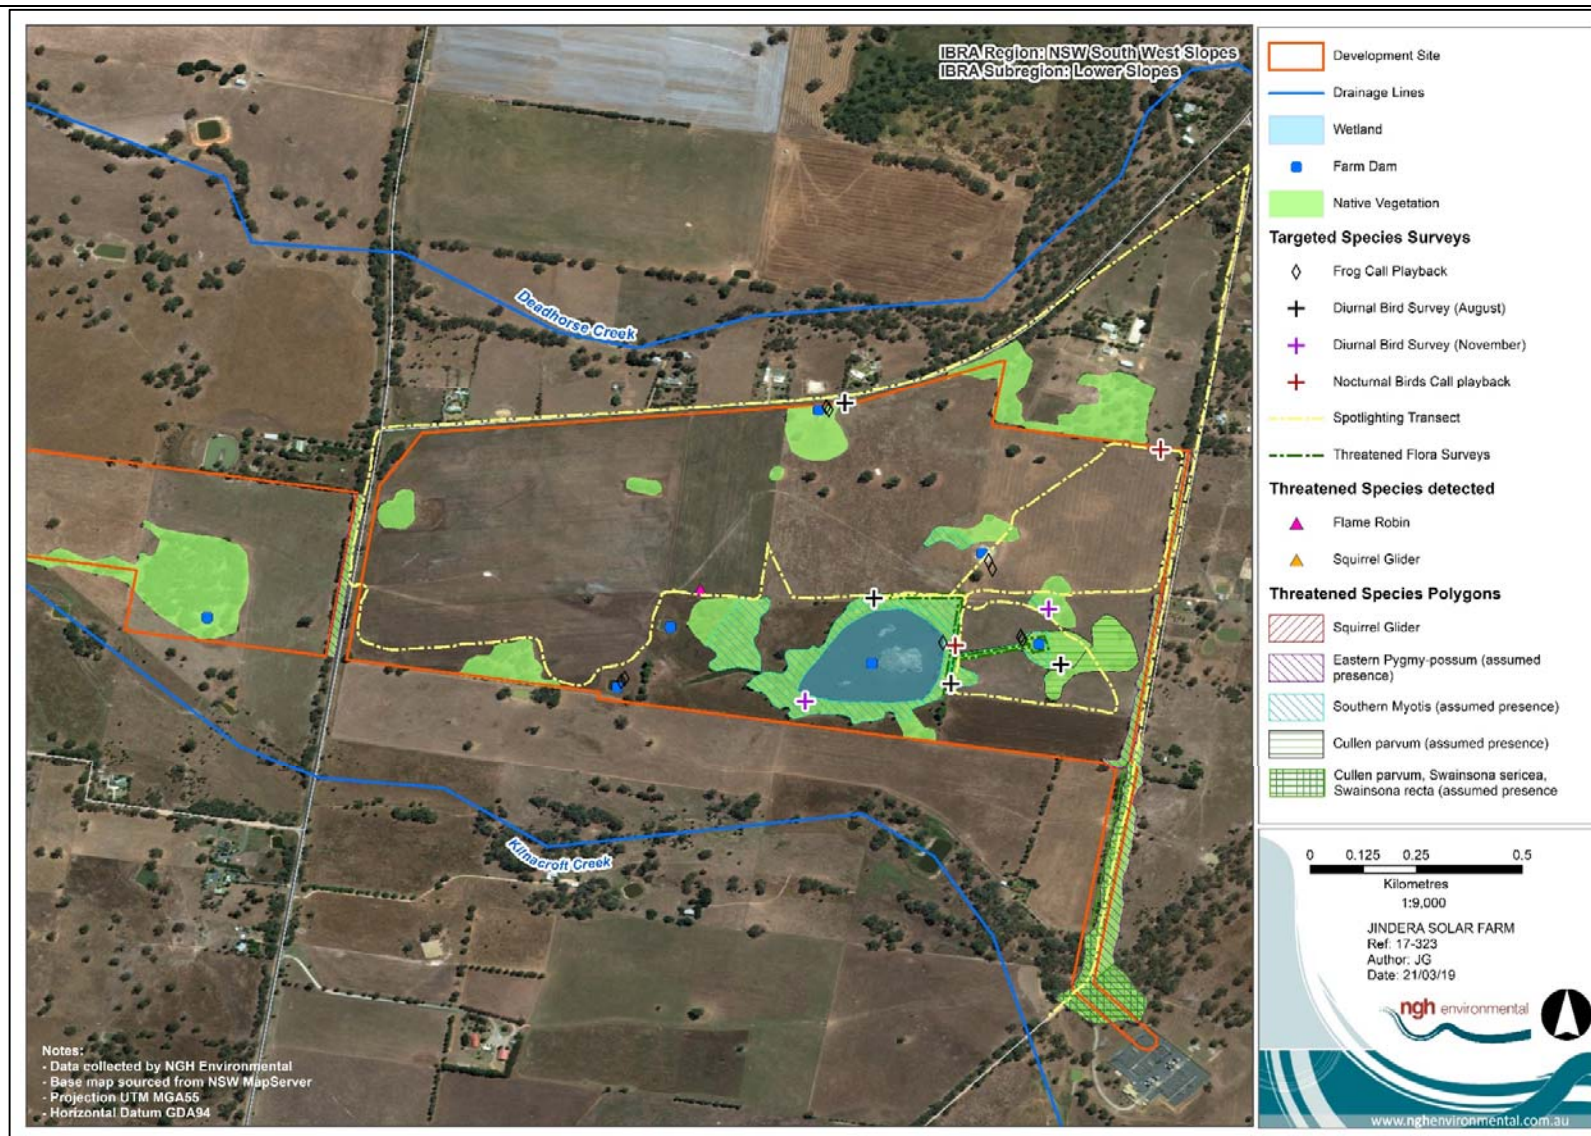 IBRA Region: NSW South West Slopes
IBRA Subregion: Lower Slopes
Deadhorse Creek
Kilnacroft Creek
Notes:
- Data collected by NGH Environmental
- Base map sourced from NSW MapServer
- Projection UTM MGA55
- Horizontal Datum GDA94
Development Site
Drainage Lines
Wetland
Farm Dam
Native Vegetation
Targeted Species Surveys
Frog Call Playback
Diurnal Bird Survey (August)
Diurnal Bird Survey (November)
Nocturnal Birds Call playback
Spotlighting Transect
Threatened Flora Surveys
Threatened Species detected
Flame Robin
Squirrel Glider
Threatened Species Polygons
Squirrel Glider
Eastern Pygmy-possum (assumed
presence)
Southern Myotis (assumed presence)
Cullen parvum (assumed presence)
Cullen parvum, Swainsona sericea,
Swainsona recta (assumed presence
0 0.125 0.25 0.5
Kilometres
1:9,000
JINDERA SOLAR FARM
Ref: 17-323
Author: JG
Date: 21/03/19
ngh environmental
www.nghenvironmental.com.au